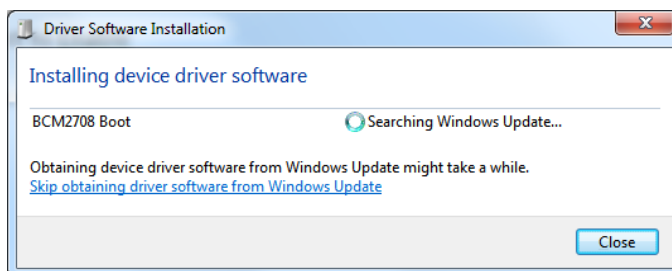 Driver Software Installation
Installing device driver software
BCM2708 Boot Searching Windows Update...
Obtaining device driver software from Windows Update might take a while.
Skip obtaining driver software from Windows Update
Close